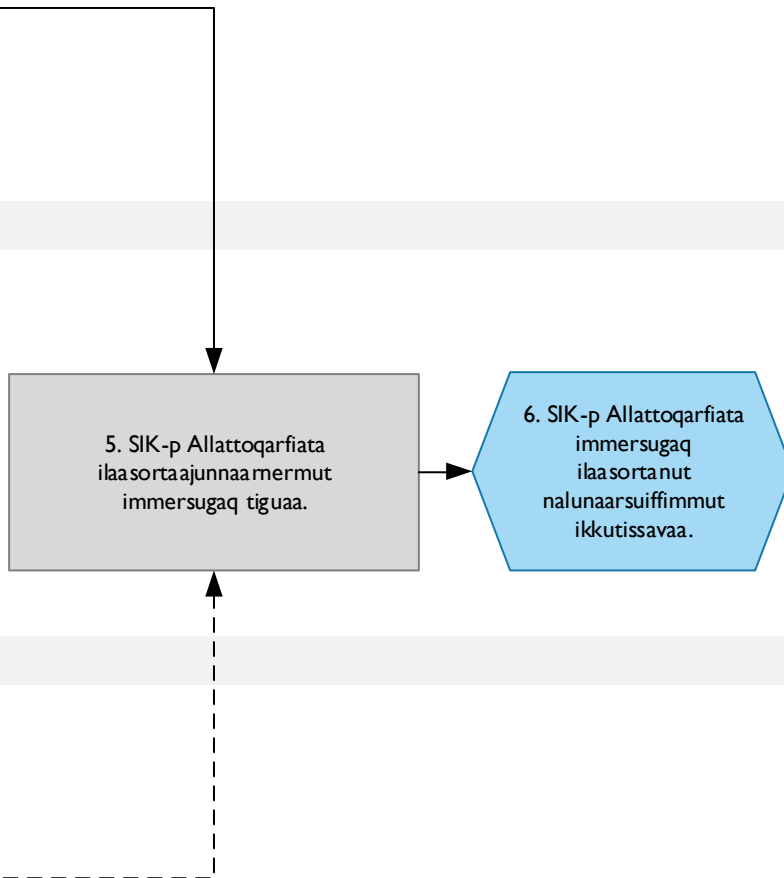 5. SIK-p Allattoqarfiata
ilaasortaajunnaarnermut
immersugaq tiguaa.
6. SIK-p Allattoqarfiata
immersugaq
ilaasortanut
nalunaarsuiffimmut
ikkutissavaa.